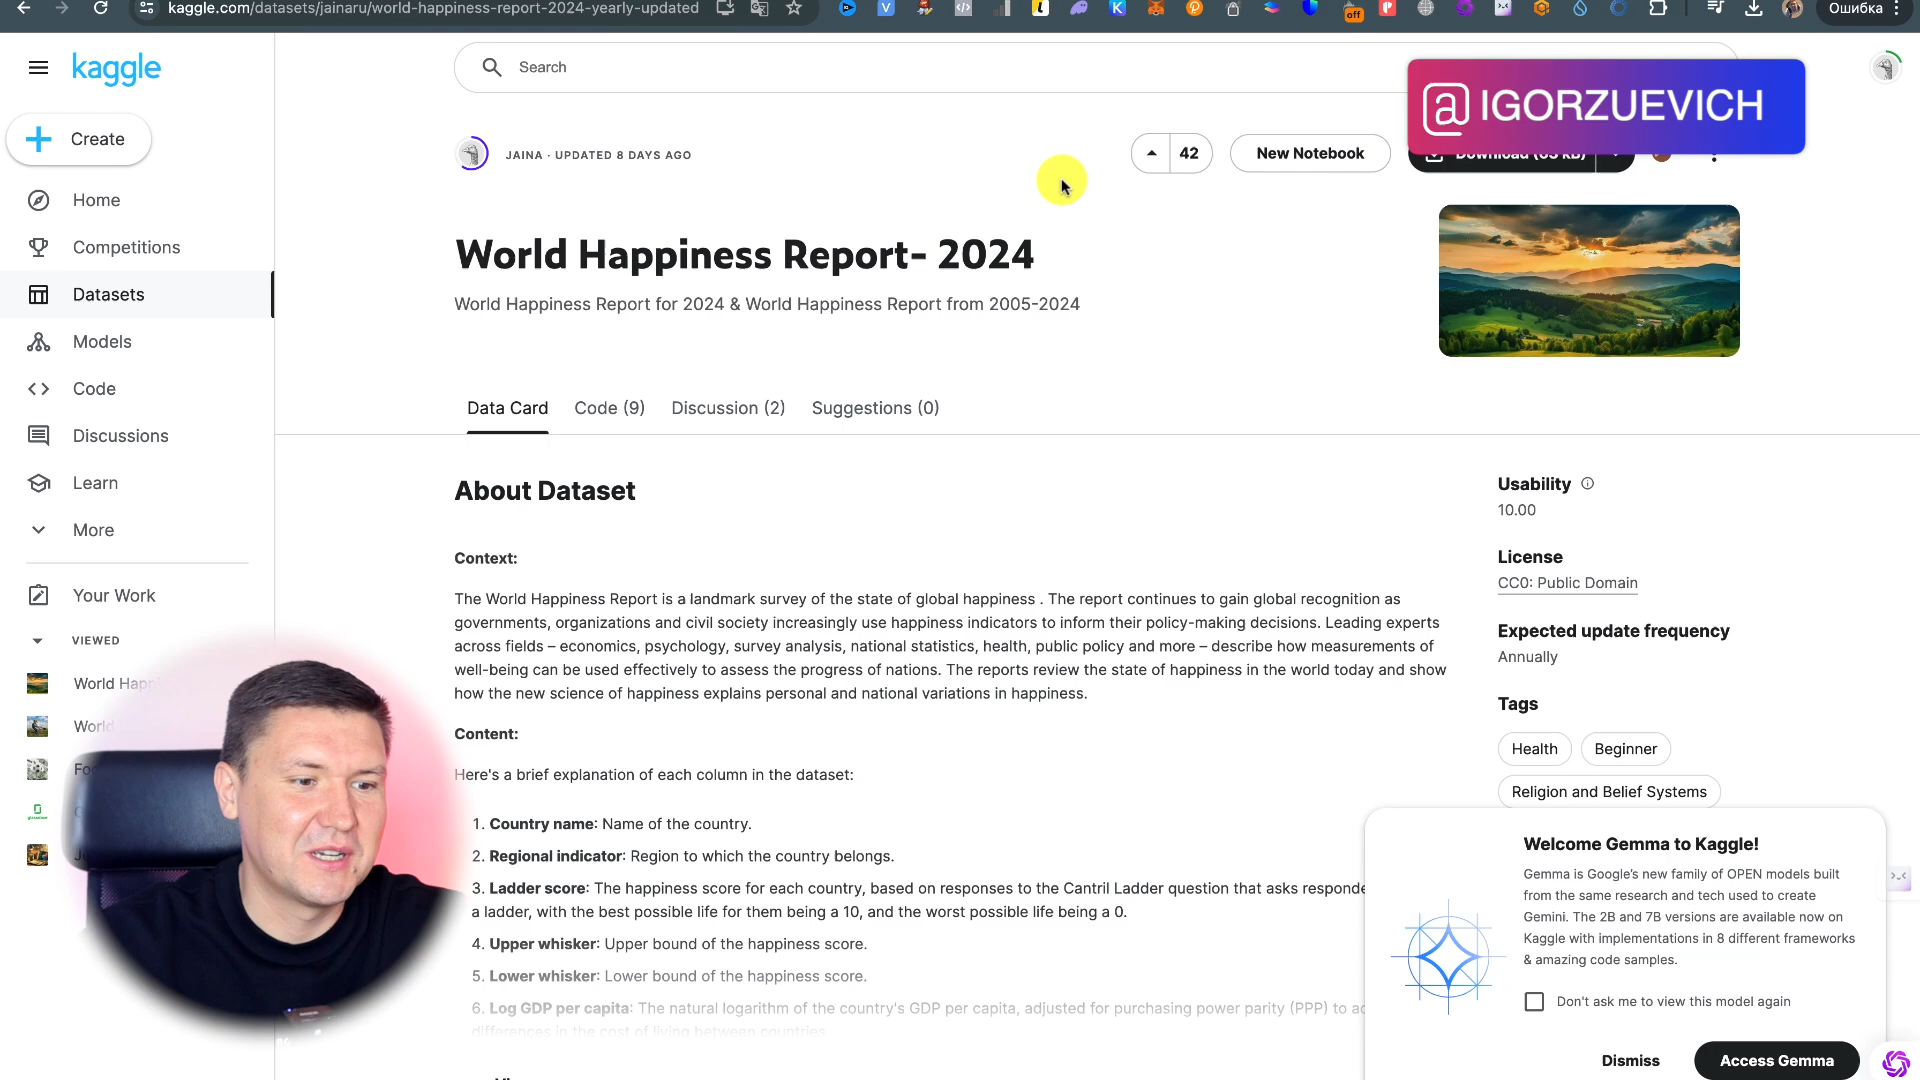 kaggle.com/datasets/jainaru/world-happiness-report-2024-yearly-updated
Ошибка
kaggle
Search
@IGORZUEVICH
Create
JAINA · UPDATED 8 DAYS AGO
42
New Notebook
Home
Competitions
Datasets
Models
Code
Discussions
Learn
More
Your Work
VIEWED
World Happ
World
World Happiness Report- 2024
World Happiness Report for 2024 & World Happiness Report from 2005-2024
Data Card
Code (9)
Discussion (2)
Suggestions (0)
About Dataset
Context:
The World Happiness Report is a landmark survey of the state of global happiness . The report continues to gain global recognition as
governments, organizations and civil society increasingly use happiness indicators to inform their policy-making decisions. Leading experts
across fields – economics, psychology, survey analysis, national statistics, health, public policy and more – describe how measurements of
well-being can be used effectively to assess the progress of nations. The reports review the state of happiness in the world today and show
how the new science of happiness explains personal and national variations in happiness.
Content:
Here's a brief explanation of each column in the dataset:
1. Country name: Name of the country.
2. Regional indicator: Region to which the country belongs.
3. Ladder score: The happiness score for each country, based on responses to the Cantril Ladder question that asks responde
a ladder, with the best possible life for them being a 10, and the worst possible life being a 0.
4. Upper whisker: Upper bound of the happiness score.
5. Lower whisker: Lower bound of the happiness score.
6. Log GDP per capita: The natural logarithm of the country's GDP per capita, adjusted for purchasing power parity (PPP) to ac
differences in the cost of living between countries.
Usability
10.00
License
CC0: Public Domain
Expected update frequency
Annually
Tags
Health
Beginner
Religion and Belief Systems
Welcome Gemma to Kaggle!
Gemma is Google's new family of OPEN models built
from the same research and tech used to create
Gemini. The 2B and 7B versions are available now on
Kaggle with implementations in 8 different frameworks
& amazing code samples.
Don't ask me to view this model again
Dismiss
Access Gemma
off